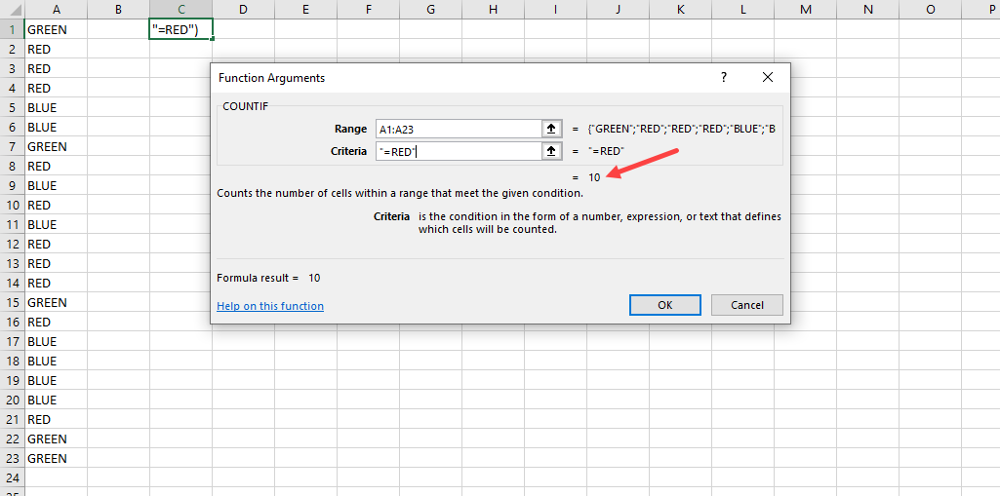 A B C D E F G H I J K L M N O P
1 GREEN "=RED")
2 RED
3 RED
Function Arguments ? ×
4 RED
COUNTIF
5 BLUE
6 BLUE Range A1:A23 = {"GREEN";"RED";"RED";"RED";"BLUE";"B
7 GREEN Criteria "=RED" = "=RED"
8 RED = 10
9 BLUE Counts the number of cells within a range that meet the given condition.
10 RED Criteria is the condition in the form of a number, expression, or text that defines
11 BLUE which cells will be counted.
12 RED
13 RED
14 RED Formula result = 10
15 GREEN Help on this function OK Cancel
16 RED
17 BLUE
18 BLUE
19 BLUE
20 BLUE
21 RED
22 GREEN
23 GREEN
24